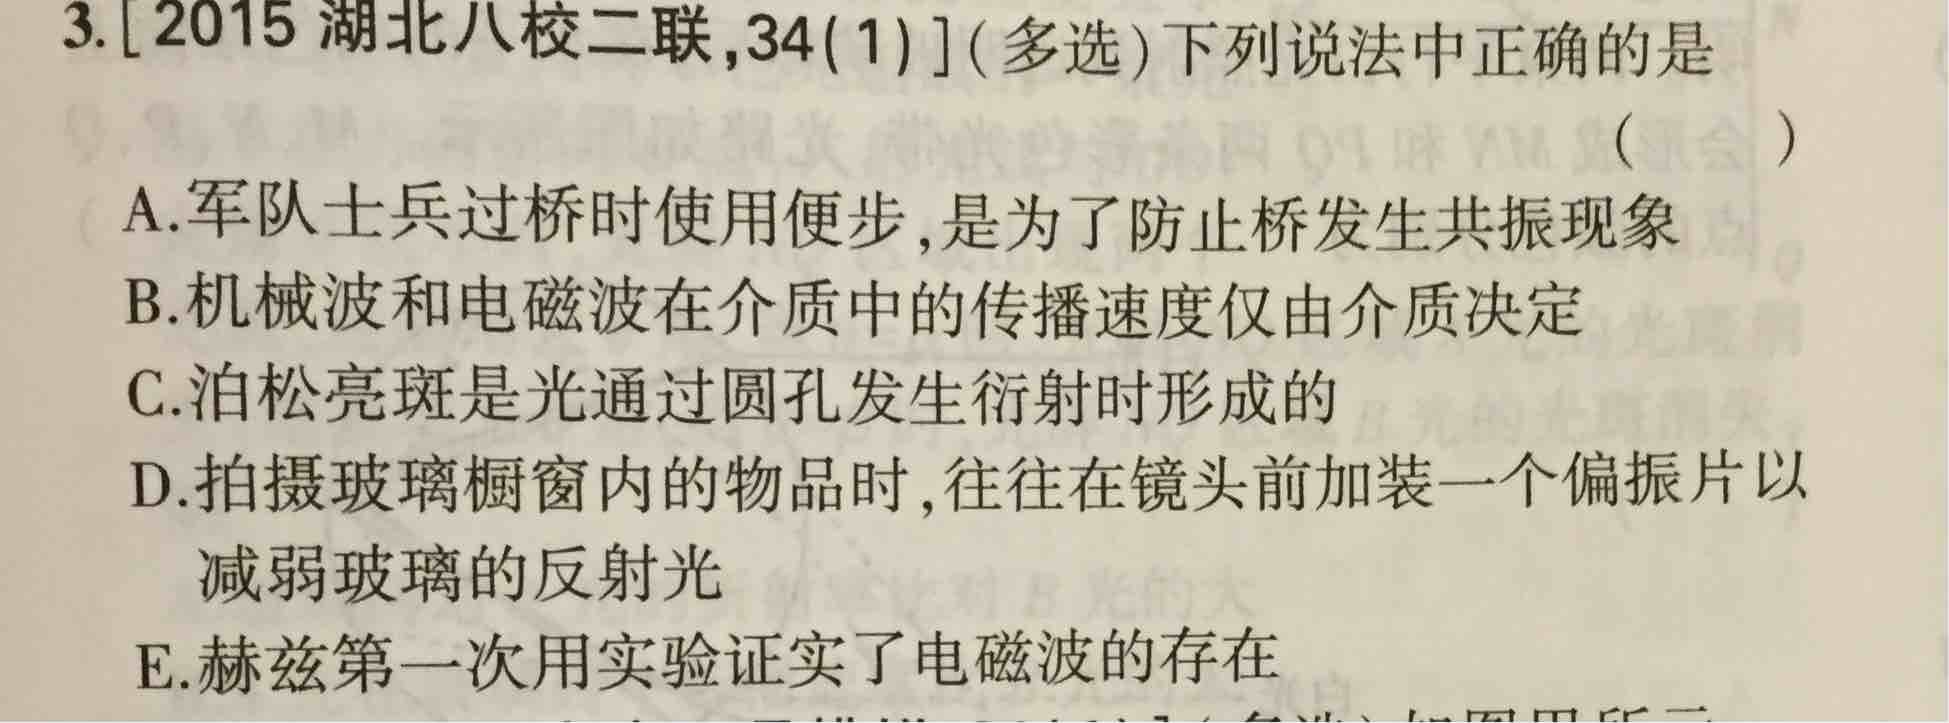 3.[2015 湖北八校二联,34(1)](多选)下列说法中正确的是
(　　)
A.军队士兵过桥时使用便步,是为了防止桥发生共振现象
B.机械波和电磁波在介质中的传播速度仅由介质决定
C.泊松亮斑是光通过圆孔发生衍射时形成的
D.拍摄玻璃橱窗内的物品时,往往在镜头前加装一个偏振片以
减弱玻璃的反射光
E.赫兹第一次用实验证实了电磁波的存在